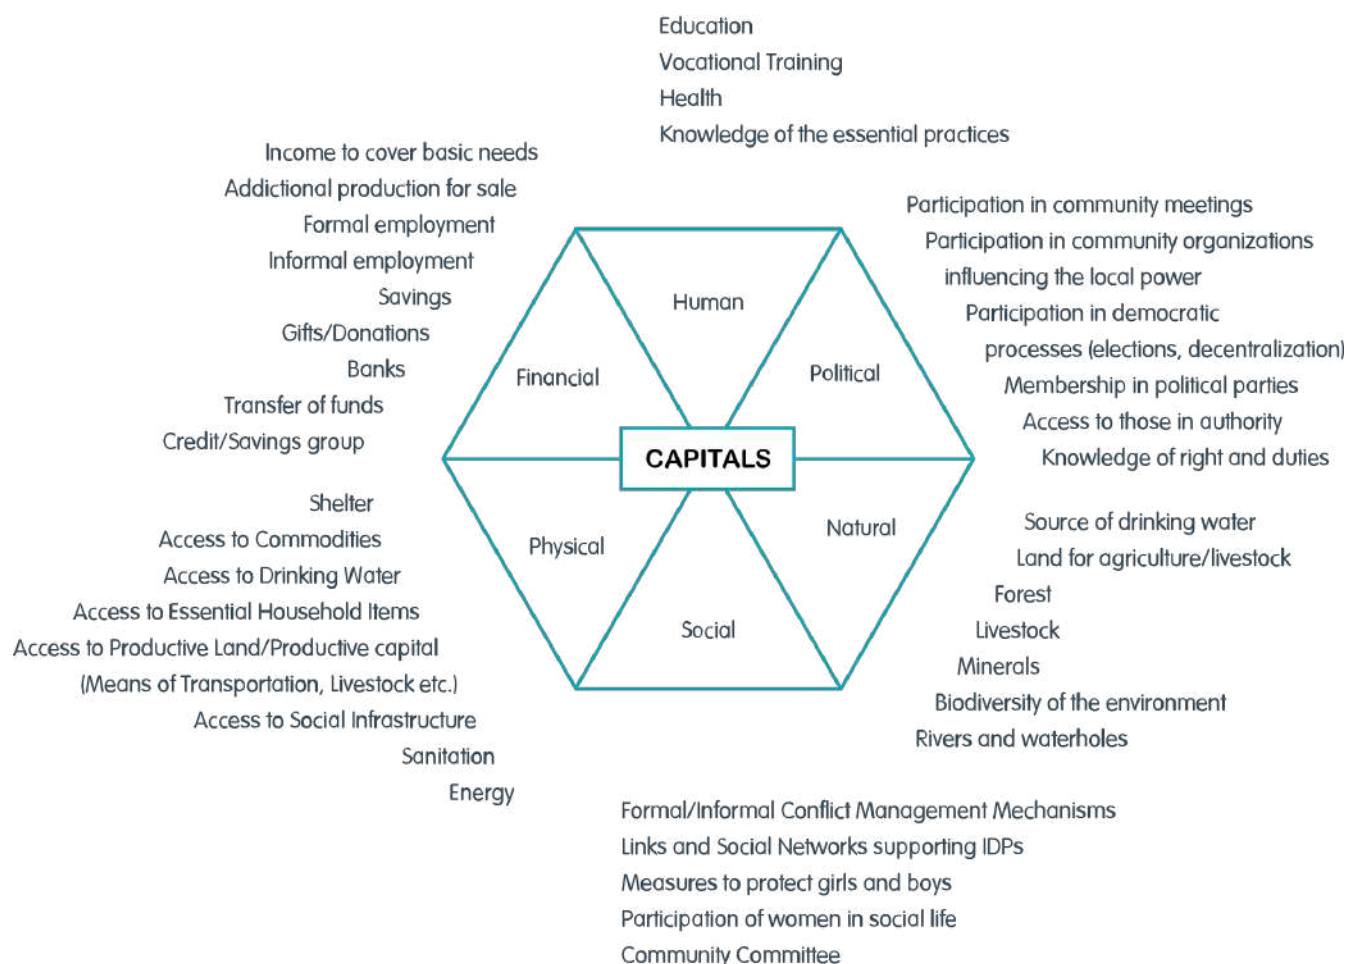 Education
Vocational Training
Health
Knowledge of the essential practices
Income to cover basic needs
Addictional production for sale
Formal employment
Informal employment
Savings
Gifts/Donations
Banks
Transfer of funds
Credit/Savings group
Participation in community meetings
Participation in community organizations
influencing the local power
Participation in democratic
processes (elections, decentralization)
Membership in political parties
Access to those in authority
Knowledge of right and duties
Human
Financial
Political
CAPITALS
Physical
Natural
Social
Shelter
Access to Commodities
Access to Drinking Water
Access to Essential Household Items
Access to Productive Land/Productive capital
(Means of Transportation, Livestock etc.)
Access to Social Infrastructure
Sanitation
Energy
Source of drinking water
Land for agriculture/livestock
Forest
Livestock
Minerals
Biodiversity of the environment
Rivers and waterholes
Formal/Informal Conflict Management Mechanisms
Links and Social Networks supporting IDPs
Measures to protect girls and boys
Participation of women in social life
Community Committee